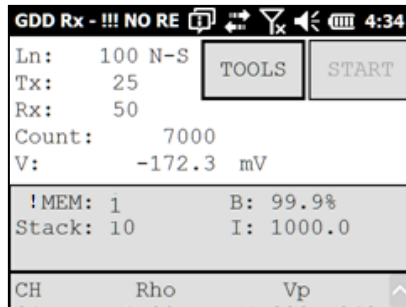 GDD Rx - !!! NO RE 4:34
Ln: 100 N-S
TOOLS START
Tx: 25
Rx: 50
Count: 7000
V: -172.3 mV
!MEM: 1 B: 99.9%
Stack: 10 I: 1000.0
CH Rho Vp